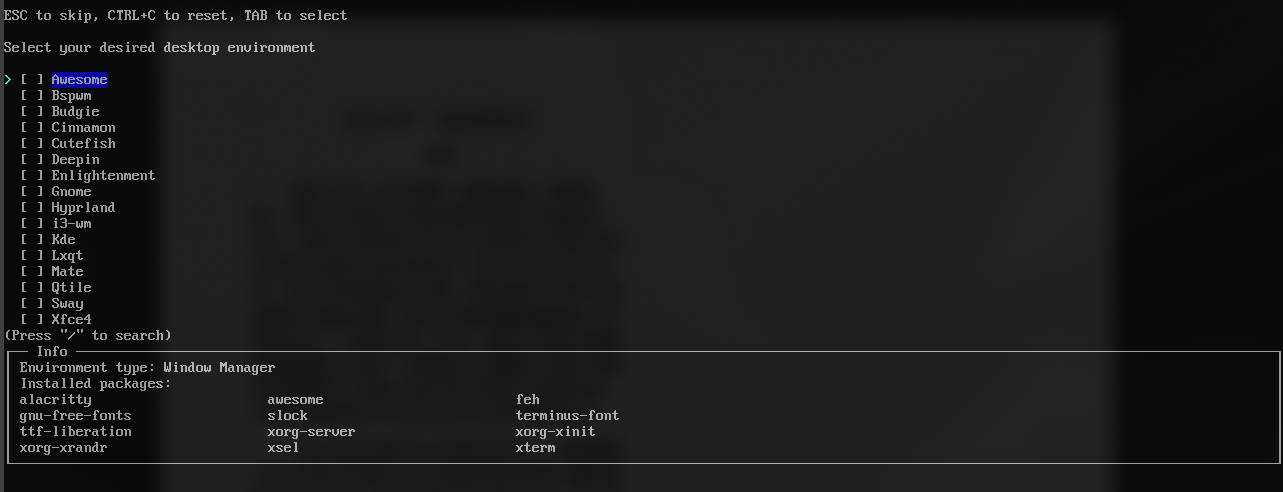 ESC to skip, CTRL+C to reset, TAB to select
Select your desired desktop environment
> [ ] Awesome
[ ] Bspwm
[ ] Budgie
[ ] Cinnamon
[ ] Cutefish
[ ] Deepin
[ ] Enlightenment
[ ] Gnome
[ ] Hyprland
[ ] i3-wm
[ ] Kde
[ ] Lxqt
[ ] Mate
[ ] Qtile
[ ] Sway
[ ] Xfce4
(Press "/" to search)
Info
Environment type: Window Manager
Installed packages:
alacritty awesome feh
gnu-free-fonts slock terminus-font
ttf-liberation xorg-server xorg-xinit
xorg-xrandr xsel xterm